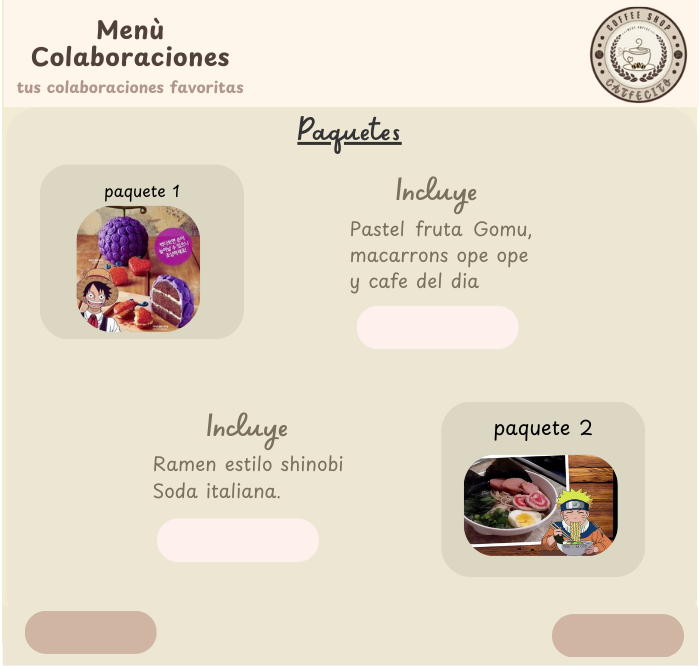 Menù
Colaboraciones
tus colaboraciones favoritas
COFFEE SHOP
CATFECITO
Paquetes
paquete 1
Incluye
Pastel fruta Gomu,
macarrons ope ope
y cafe del dia
Incluye
Ramen estilo shinobi
Soda italiana.
paquete 2